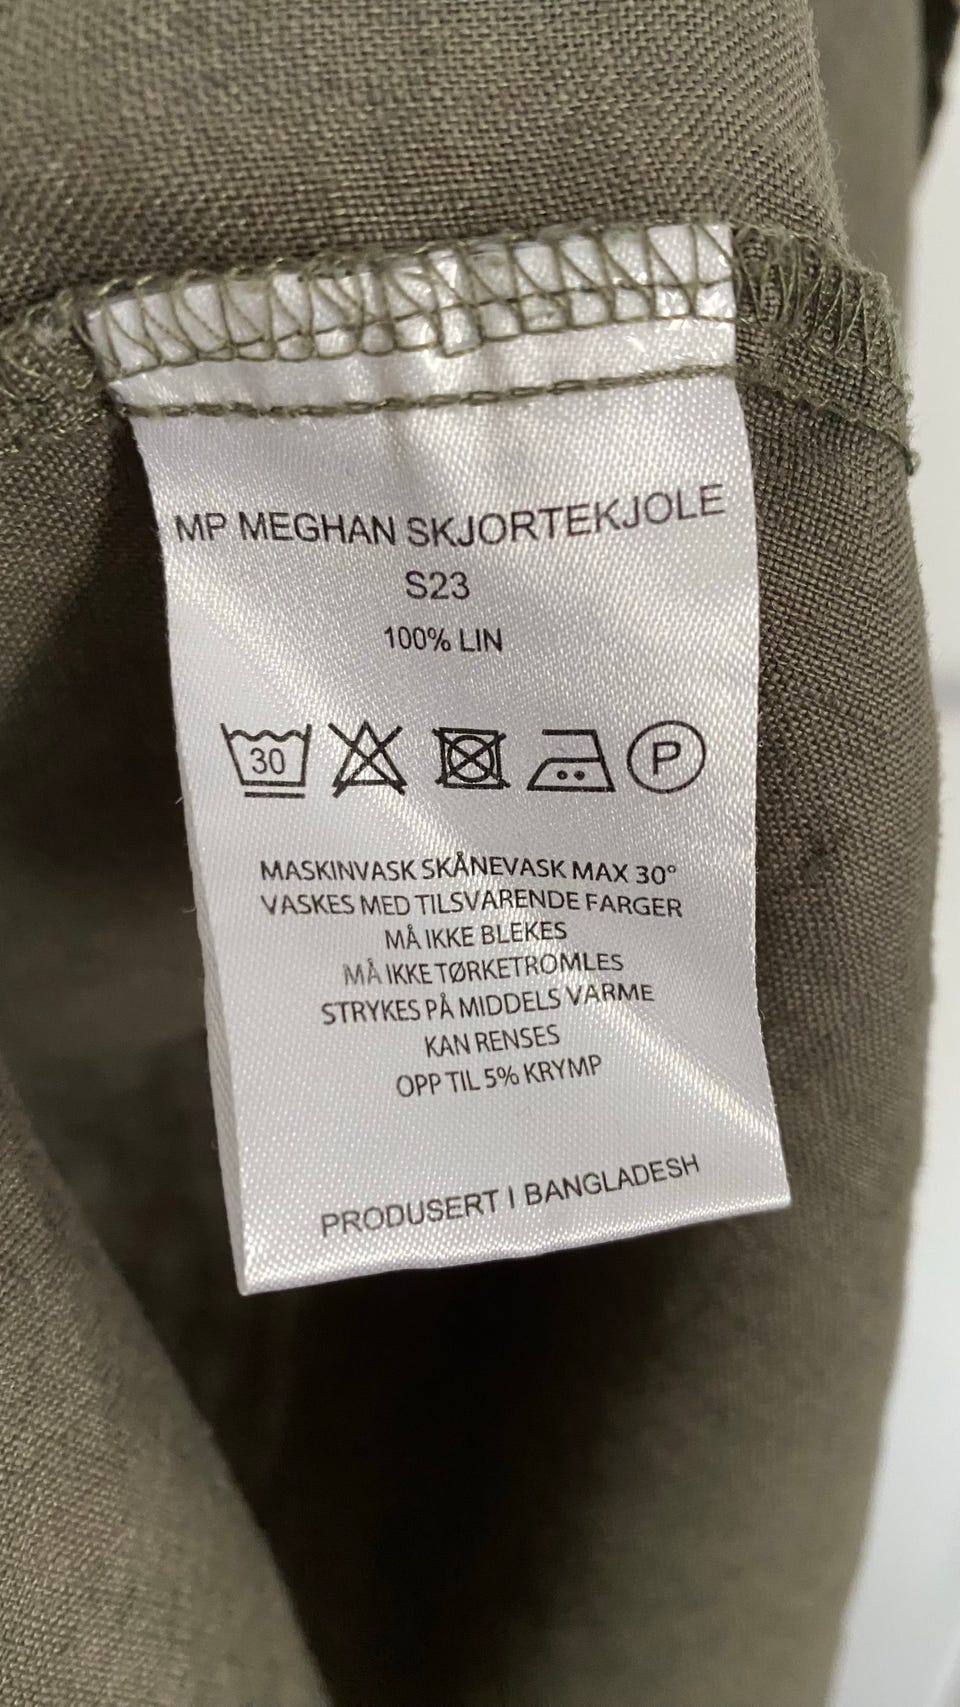 MP MEGHAN SKJORTEKJOLE
S23
100% LIN
30 P
MASKINVASK SKÅNEVASK MAX 30°
VASKES MED TILSVARENDE FARGER
MÅ IKKE BLEKES
MÅ IKKE TØRKETROMLES
STRYKES PÅ MIDDELS VARME
KAN RENSES
OPP TIL 5% KRYMP
PRODUSERT I BANGLADESH